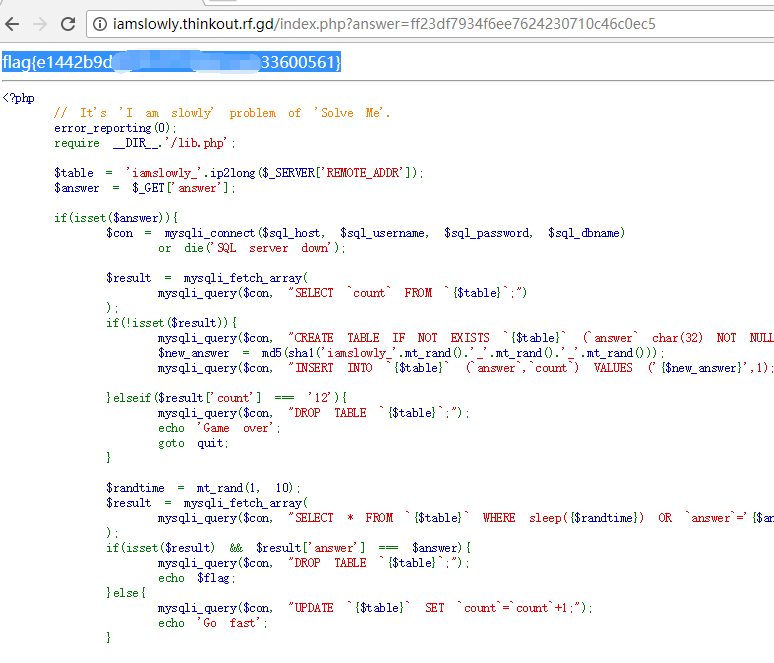 iamslowly.thinkout.rf.gd/index.php?answer=ff23df7934f6ee7624230710c46c0ec5
flag{e1442b9d 33600561}
<?php
// It's 'I am slowly' problem of 'Solve Me'.
error_reporting(0);
require __DIR__.'/lib.php';
$table = 'iamslowly_'.ip2long($_SERVER['REMOTE_ADDR']);
$answer = $_GET['answer'];
if(isset($answer)){
$con = mysqli_connect($sql_host, $sql_username, $sql_password, $sql_dbname)
or die('SQL server down');
$result = mysqli_fetch_array(
mysqli_query($con, "SELECT `count` FROM `{$table}`;")
);
if(!isset($result)){
mysqli_query($con, "CREATE TABLE IF NOT EXISTS `{$table}` (`answer` char(32) NOT NULL
$new_answer = md5(sha1('iamslowly_'.mt_rand().'_'.mt_rand().'_'.mt_rand()));
mysqli_query($con, "INSERT INTO `{$table}` (`answer`,`count`) VALUES ('{$new_answer}',1);
}elseif($result['count'] === '12'){
mysqli_query($con, "DROP TABLE `{$table}`;");
echo 'Game over';
goto quit;
}
$randtime = mt_rand(1, 10);
$result = mysqli_fetch_array(
mysqli_query($con, "SELECT * FROM `{$table}` WHERE sleep({$randtime}) OR `answer`='{$an
);
if(isset($result) && $result['answer'] === $answer){
mysqli_query($con, "DROP TABLE `{$table}`;");
echo $flag;
}else{
mysqli_query($con, "UPDATE `{$table}` SET `count`=`count`+1;");
echo 'Go fast';
}